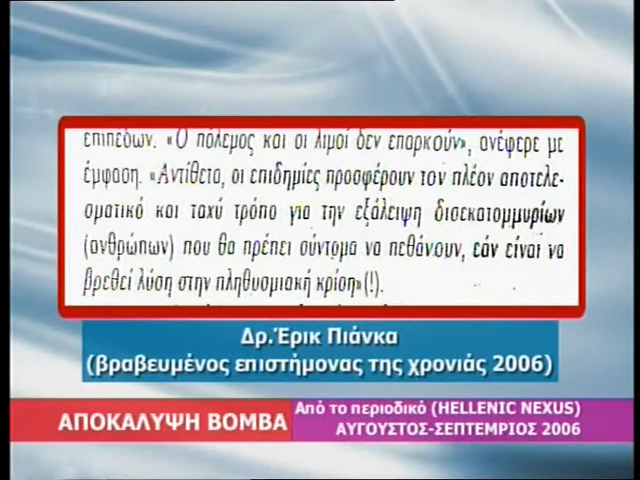 επιπέδων. «Ο πόλεμος και οι λιμοί δεν επαρκούν», ανέφερε με
έμφαση. «Αντίθετα, οι επιδημίες προσφέρουν τον πλέον αποτελε-
σματικό και ταχύ τρόπο για την εξάλειψη δισεκατομμυρίων
(ανθρώπων) που θα πρέπει σύντομα να πεθάνουν, εάν είναι να
βρεθεί λύση στην πληθυσμιακή κρίση»(!).
Δρ.Έρικ Πιάνκα
(βραβευμένος επιστήμονας της χρονιάς 2006)
ΑΠΟΚΑΛΥΨΗ ΒΟΜΒΑ
Από το περιοδικό (HELLENIC NEXUS)
ΑΥΓΟΥΣΤΟΣ-ΣΕΠΤΕΜΡΙΟΣ 2006